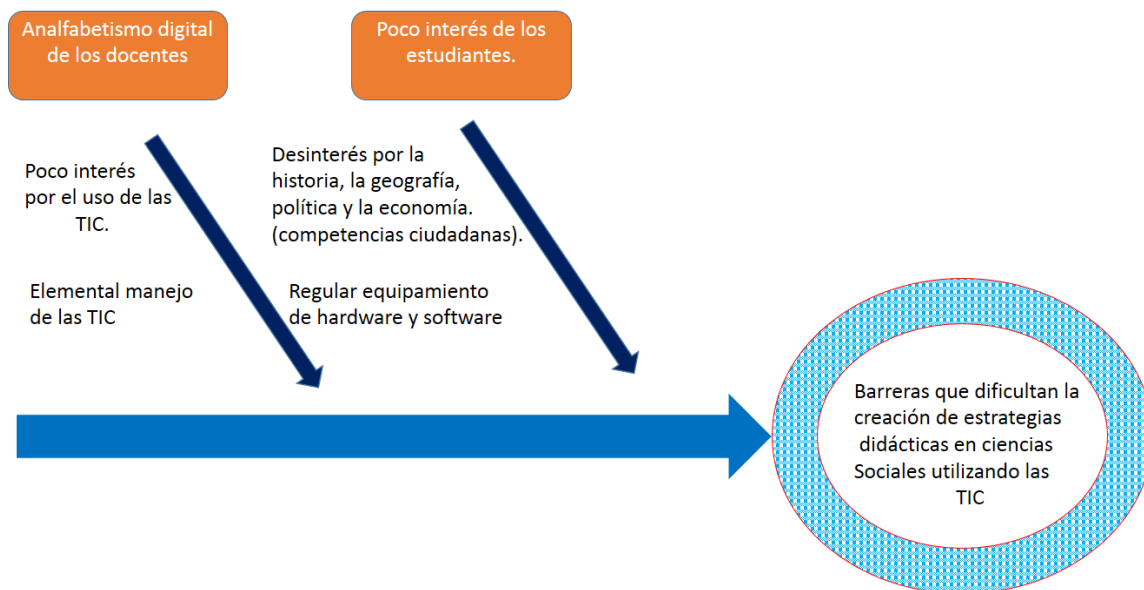 Analfabetismo digital
de los docentes
Poco interés de los
estudiantes.
Poco interés
por el uso de las
TIC.
Elemental manejo
de las TIC
Desinterés por la
historia, la geografía,
política y la economía.
(competencias ciudadanas).
Regular equipamiento
de hardware y software
Barreras que dificultan la
creación de estrategias
didácticas en ciencias
Sociales utilizando las
TIC